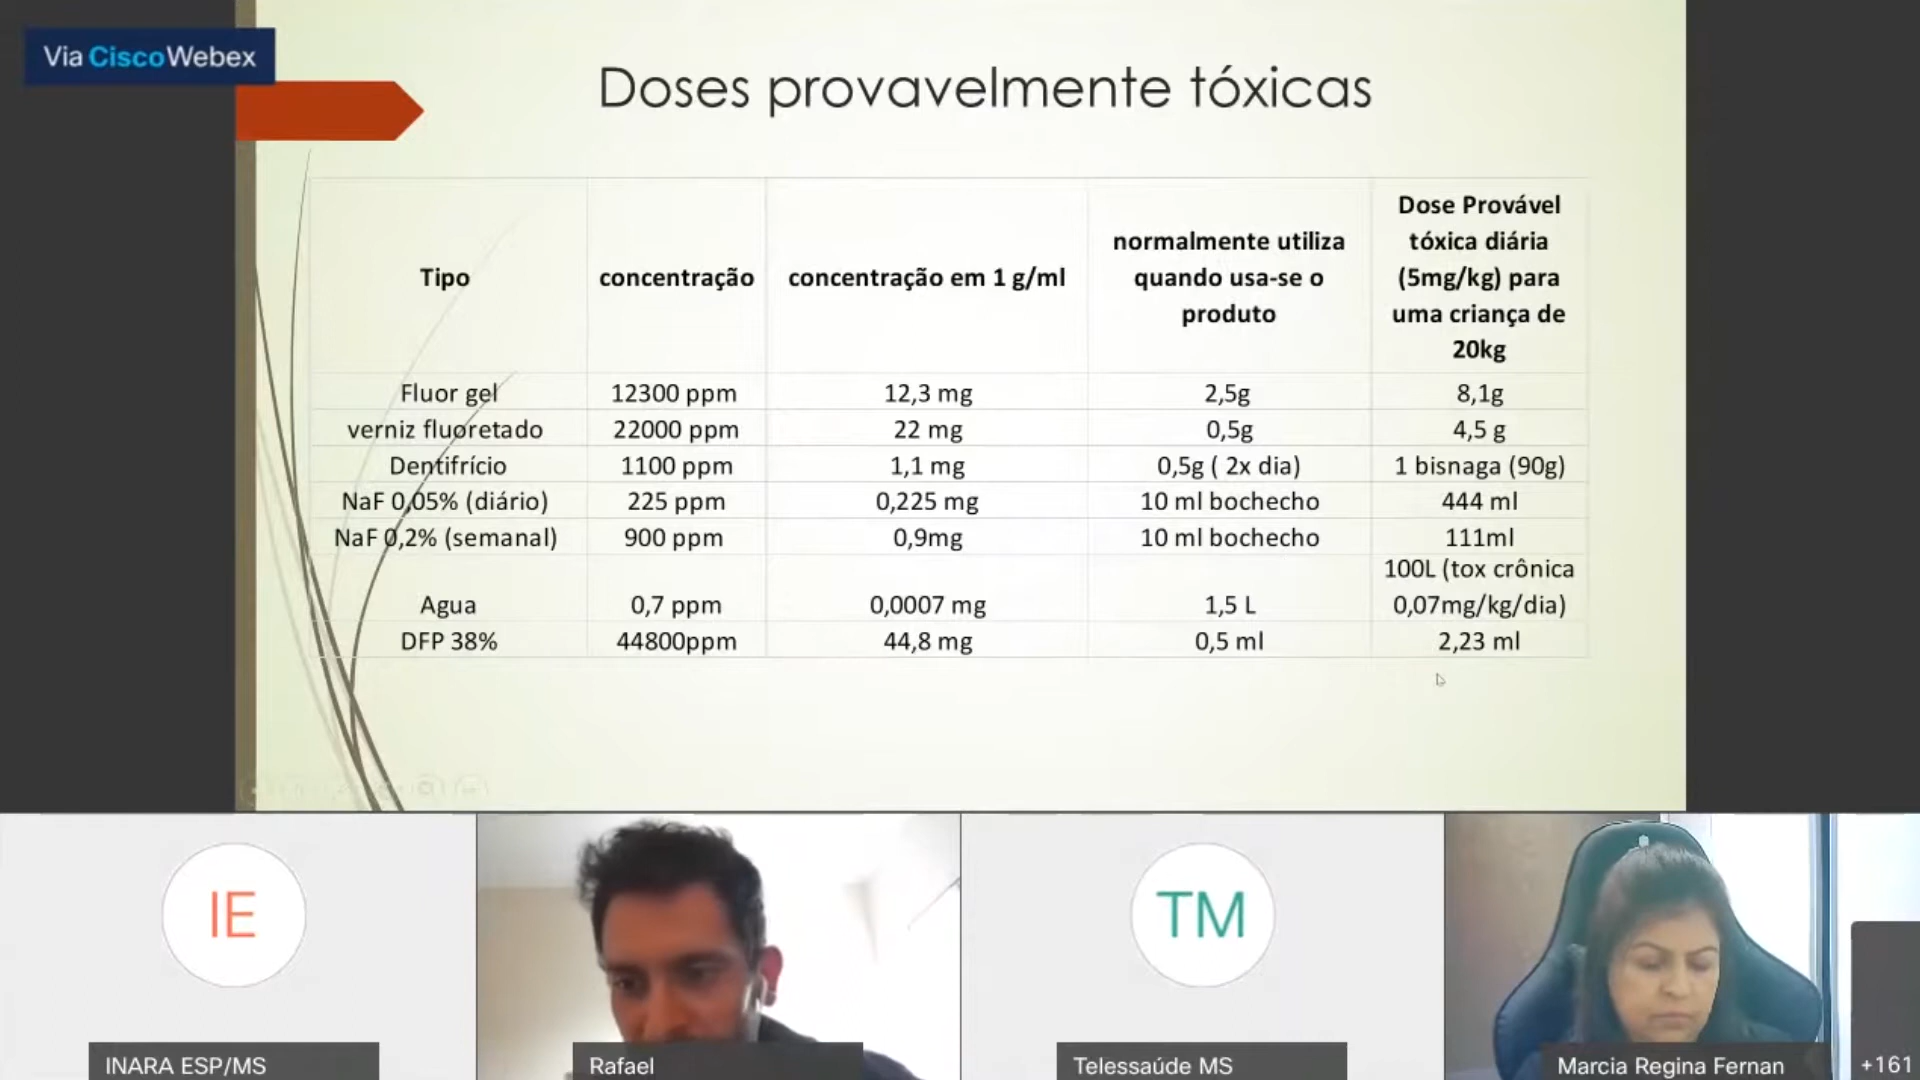 Via CiscoWebex
Doses provavelmente tóxicas
Tipo
concentração
concentração em 1 g/ml
normalmente utiliza
quando usa-se o
produto
Dose Provável
tóxica diária
(5mg/kg) para
uma criança de
20kg
Fluor gel 12300 ppm 12,3 mg 2,5g 8,1g
verniz fluoretado 22000 ppm 22 mg 0,5g 4,5 g
Dentifrício 1100 ppm 1,1 mg 0,5g ( 2x dia) 1 bisnaga (90g)
NaF 0,05% (diário) 225 ppm 0,225 mg 10 ml bochecho 444 ml
NaF 0,2% (semanal) 900 ppm 0,9mg 10 ml bochecho 111ml
100L (tox crônica
Agua 0,7 ppm 0,0007 mg 1,5 L 0,07mg/kg/dia)
DFP 38% 44800ppm 44,8 mg 0,5 ml 2,23 ml
IE
TM
INARA ESP/MS
Rafael
Telessaúde MS
Marcia Regina Fernan
+161